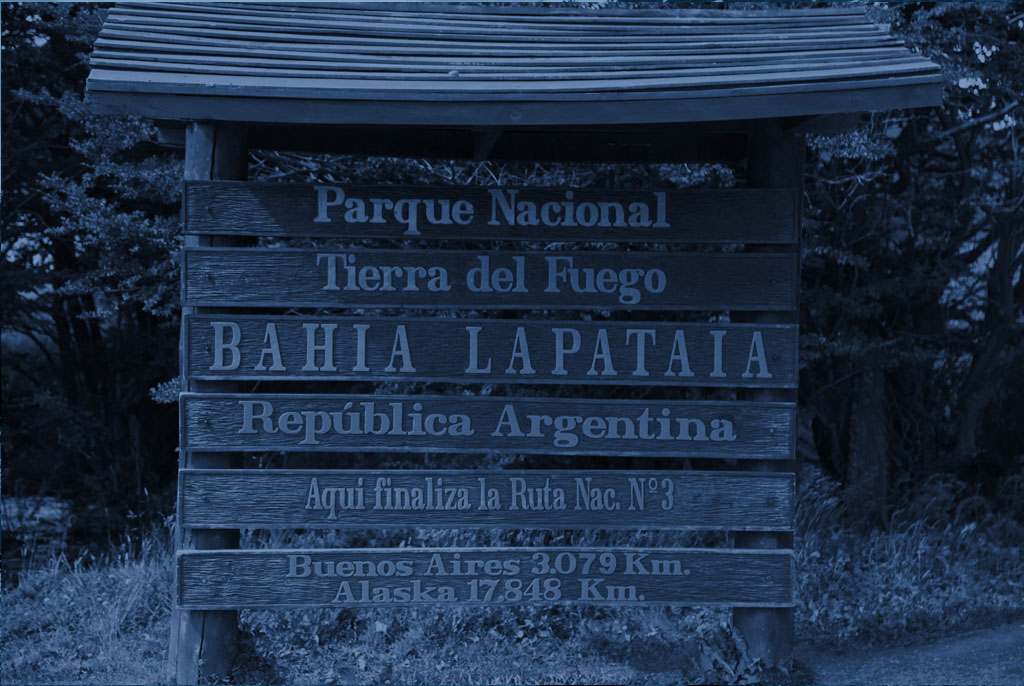 Parque Nacional
Tierra del Fuego
BAHIA LAPATAIA
República Argentina
Aqui finaliza la Ruta Nac. Nº 3
Buenos Aires 3.079 Km.
Alaska 17.848 Km.